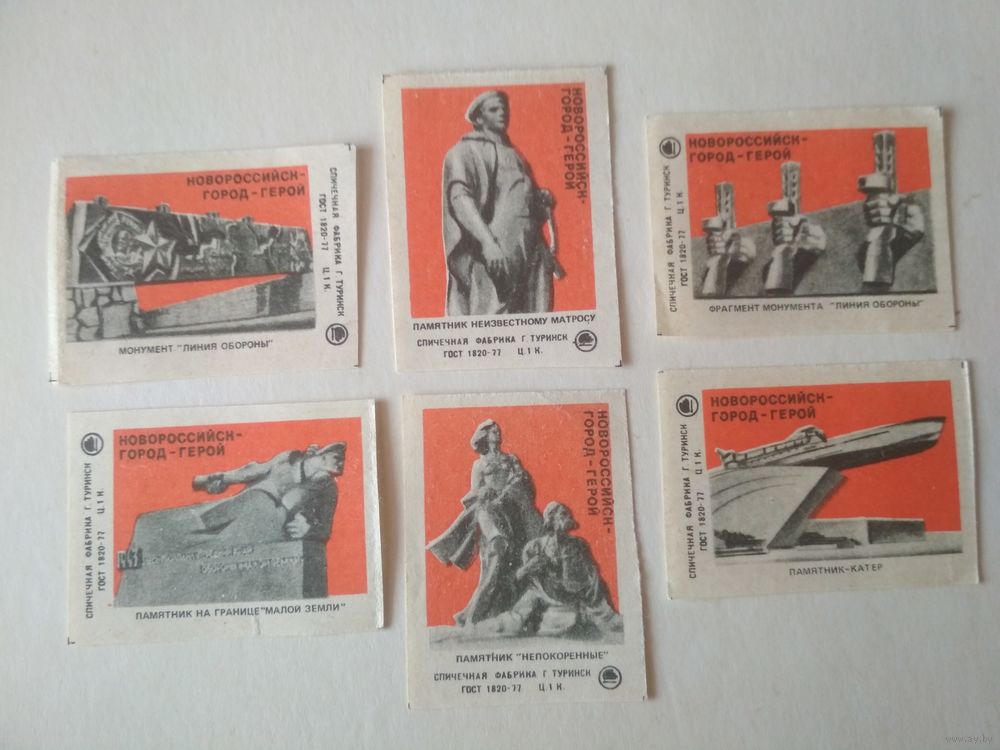 НОВОРОССИЙСК-
ГОРОД-ГЕРОЙ
СПИЧЕЧНАЯ ФАБРИКА Г. ТУРИНСК
ГОСТ 1820-77 Ц.1 К.
МОНУМЕНТ "ЛИНИЯ ОБОРОНЫ"
НОВОРОССИЙСК-
ГОРОД-ГЕРОЙ
ПАМЯТНИК НЕИЗВЕСТНОМУ МАТРОСУ
СПИЧЕЧНАЯ ФАБРИКА Г. ТУРИНСК
ГОСТ 1820-77 Ц.1 К.
НОВОРОССИЙСК-
ГОРОД-ГЕРОЙ
СПИЧЕЧНАЯ ФАБРИКА Г. ТУРИНСК
ГОСТ 1820-77 Ц.1 К.
ФРАГМЕНТ МОНУМЕНТА "ЛИНИЯ ОБОРОНЫ"
НОВОРОССИЙСК-
ГОРОД-ГЕРОЙ
СПИЧЕЧНАЯ ФАБРИКА Г. ТУРИНСК
ГОСТ 1820-77 Ц.1 К.
ПАМЯТНИК НА ГРАНИЦЕ "МАЛОЙ ЗЕМЛИ"
НОВОРОССИЙСК-
ГОРОД-ГЕРОЙ
ПАМЯТНИК "НЕПОКОРЕННЫЕ"
СПИЧЕЧНАЯ ФАБРИКА Г. ТУРИНСК
ГОСТ 1820-77 Ц.1 К.
НОВОРОССИЙСК-
ГОРОД-ГЕРОЙ
СПИЧЕЧНАЯ ФАБРИКА Г. ТУРИНСК
ГОСТ 1820-77 Ц.1 К.
ПАМЯТНИК-КАТЕР
www.ay.by